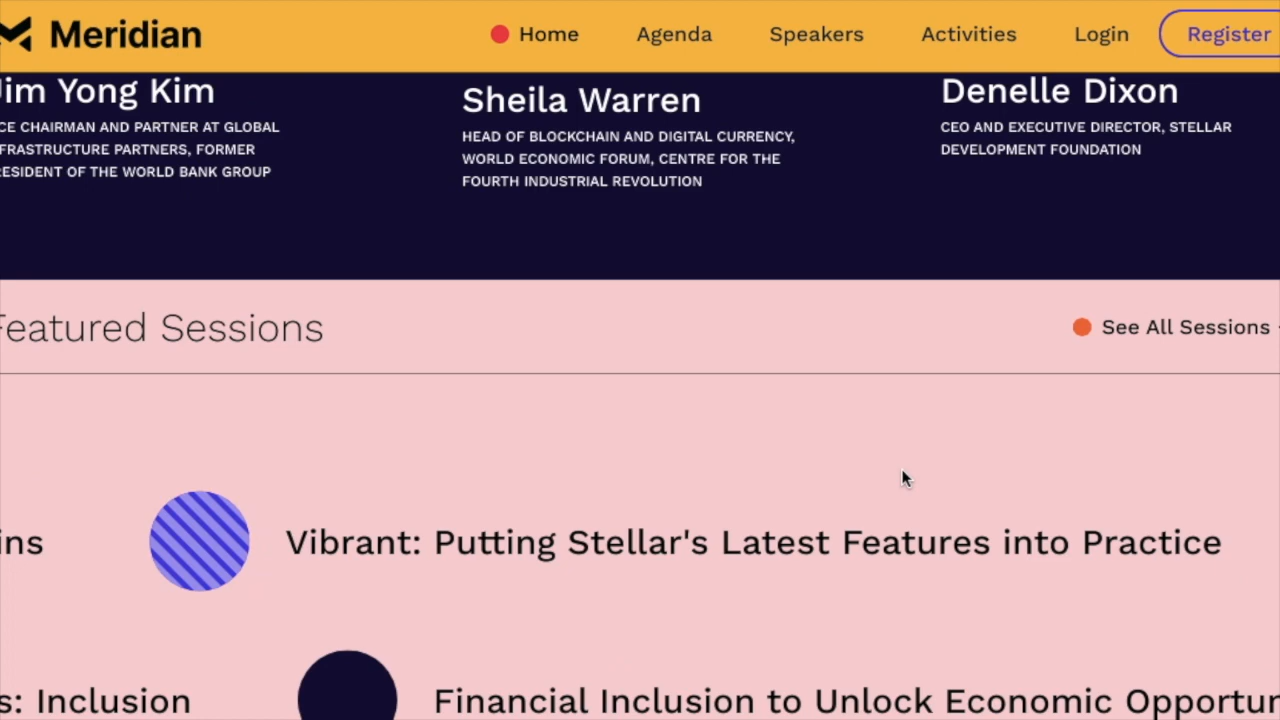 Meridian
Home Agenda Speakers Activities Login Register
Jim Yong Kim
CE CHAIRMAN AND PARTNER AT GLOBAL
FRASTRUCTURE PARTNERS, FORMER
ESIDENT OF THE WORLD BANK GROUP
Sheila Warren
HEAD OF BLOCKCHAIN AND DIGITAL CURRENCY,
WORLD ECONOMIC FORUM, CENTRE FOR THE
FOURTH INDUSTRIAL REVOLUTION
Denelle Dixon
CEO AND EXECUTIVE DIRECTOR, STELLAR
DEVELOPMENT FOUNDATION
Featured Sessions
See All Sessions
ins
Vibrant: Putting Stellar's Latest Features into Practice
s: Inclusion
Financial Inclusion to Unlock Economic Opportun